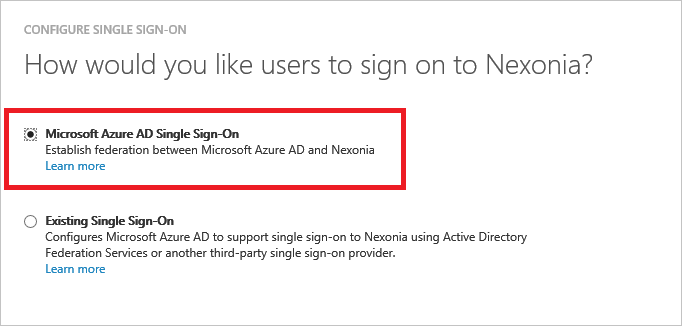 CONFIGURE SINGLE SIGN-ON
How would you like users to sign on to Nexonia?
Microsoft Azure AD Single Sign-On
Establish federation between Microsoft Azure AD and Nexonia
Learn more
Existing Single Sign-On
Configures Microsoft Azure AD to support single sign-on to Nexonia using Active Directory
Federation Services or another third-party single sign-on provider.
Learn more